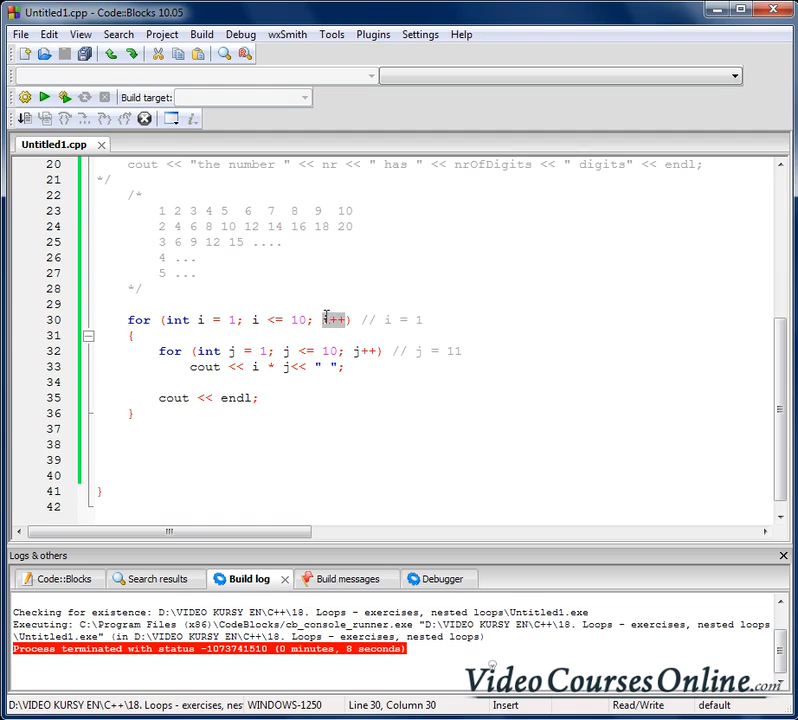 Untitled1.cpp - Code::Blocks 10.05
File Edit View Search Project Build Debug wxSmith Tools Plugins Settings Help
Build target:
Untitled1.cpp
20 cout << "the number " << nr << " has " << nrOfDigits << " digits" << endl;
21 */
22 /*
23 1 2 3 4 5 6 7 8 9 10
24 2 4 6 8 10 12 14 16 18 20
25 3 6 9 12 15 ....
26 4 ...
27 5 ...
28 */
29
30 for (int i = 1; i <= 10; i++) // i = 1
31 {
32 for (int j = 1; j <= 10; j++) // j = 11
33 cout << i * j<< " ";
34
35 cout << endl;
36 }
37
38
39
40
41 }
42
Logs & others
Code::Blocks Search results Build log Build messages Debugger
Checking for existence: D:\VIDEO KURSY EN\C++\18. Loops - exercises, nested loops\Untitled1.exe
Executing: C:\Program Files (x86)\CodeBlocks/cb_console_runner.exe "D:\VIDEO KURSY EN\C++\18. Loops - exercises, nested loops
\Untitled1.exe" (in D:\VIDEO KURSY EN\C++\18. Loops - exercises, nested loops)
Process terminated with status -1073741510 (0 minutes, 8 seconds)
VideoCoursesOnline.com
D:\VIDEO KURSY EN\C++\18. Loops - exercises, nes WINDOWS-1250 Line 30, Column 30 Insert Read/Write default